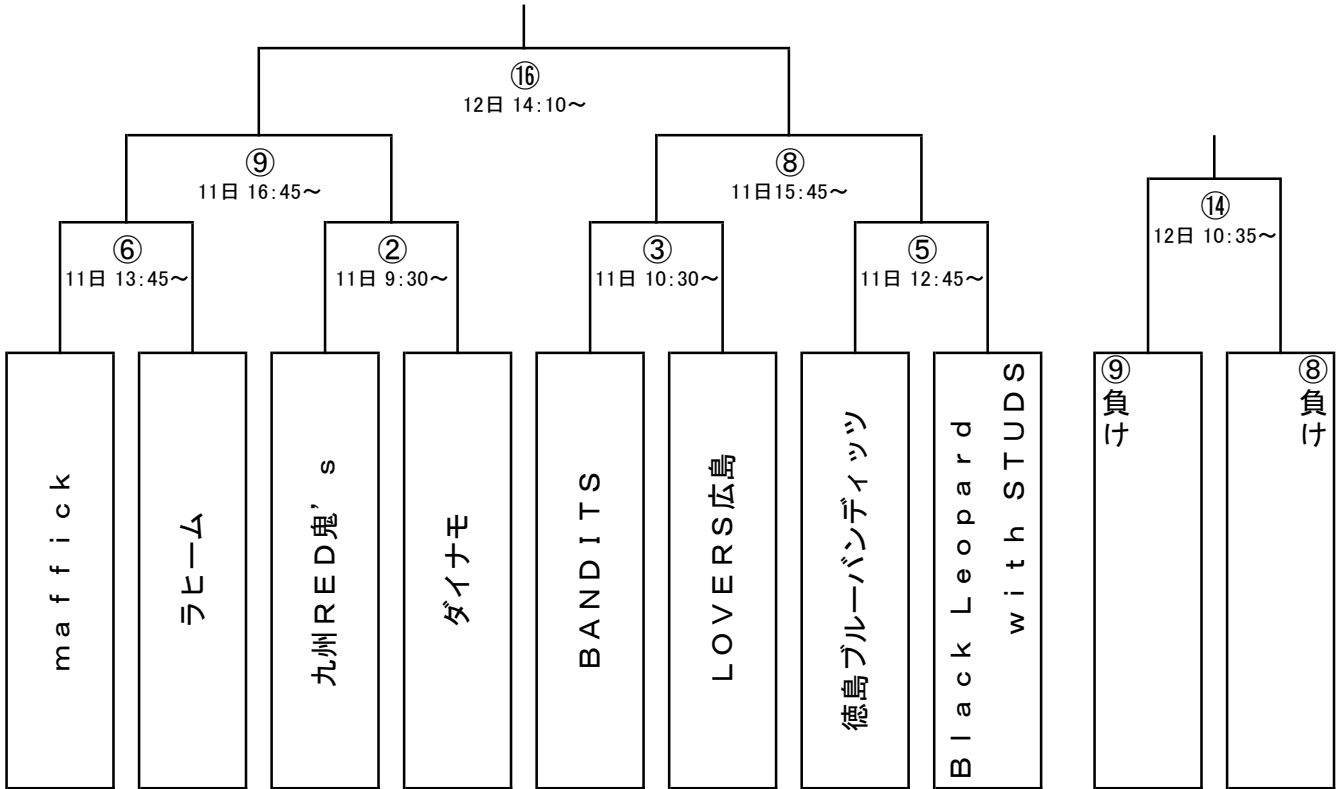 ⑯
12日 14:10～
⑨
11日 16:45～
⑧
11日15:45～
⑭
12日 10:35～
⑥
11日 13:45～
②
11日 9:30～
③
11日 10:30～
⑤
11日 12:45～
ｍａｆｆｉｃｋ
ラヒーム
九州ＲＥＤ鬼’ｓ
ダイナモ
ＢＡＮＤＩＴＳ
ＬＯＶＥＲＳ広島
徳島ブルーバンディッツ
Ｂｌａｃｋ Ｌｅｏｐａｒｄ
ｗｉｔｈ ＳＴＵＤＳ
⑨負け
⑧負け